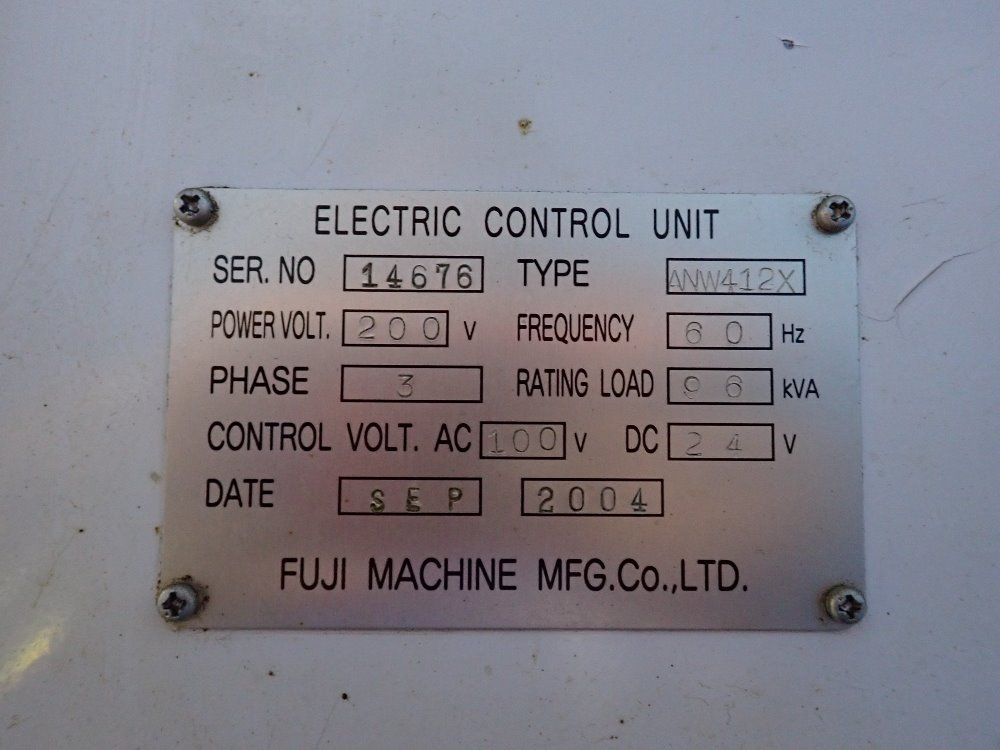 ELECTRIC CONTROL UNIT
SER. NO 14676 TYPE ANW412X
POWER VOLT. 200 V FREQUENCY 60 Hz
PHASE 3 RATING LOAD 96 kVA
CONTROL VOLT. AC 100 V DC 24 V
DATE SEP 2004
FUJI MACHINE MFG.Co.,LTD.